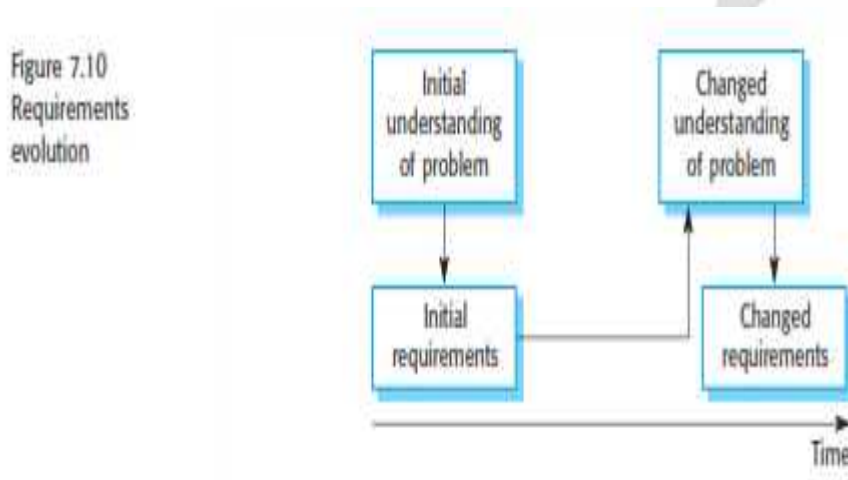 Figure 7.10
Requirements
evolution
Initial
understanding
of problem
Changed
understanding
of problem
Initial
requirements
Changed
requirements
Time